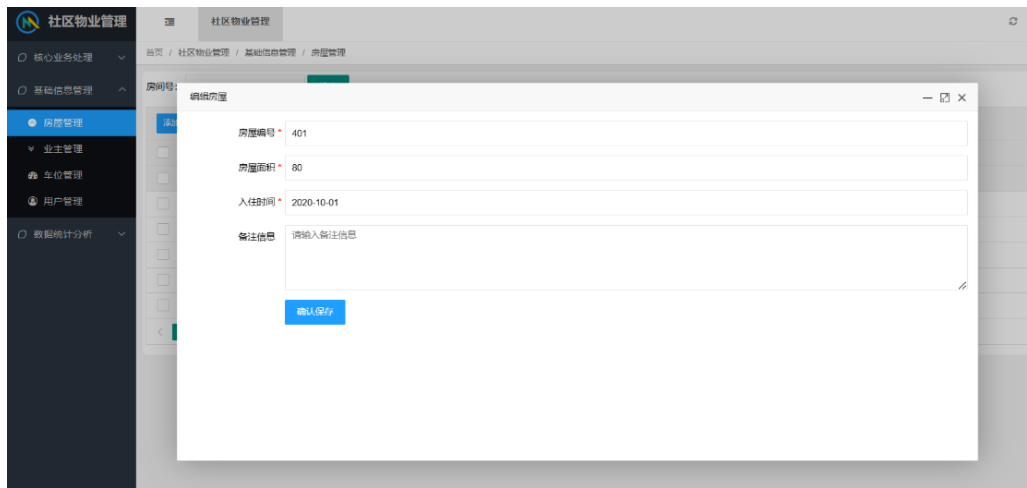 社区物业管理
社区物业管理
核心业务处理
首页 / 社区物业管理 / 基础信息管理 / 房屋管理
基础信息管理
房间号:
编辑房屋
房屋管理
添加
房屋编号 * 401
业主管理
房屋面积 * 80
车位管理
用户管理
入住时间 * 2020-10-01
数据统计分析
备注信息 请输入备注信息
确认保存